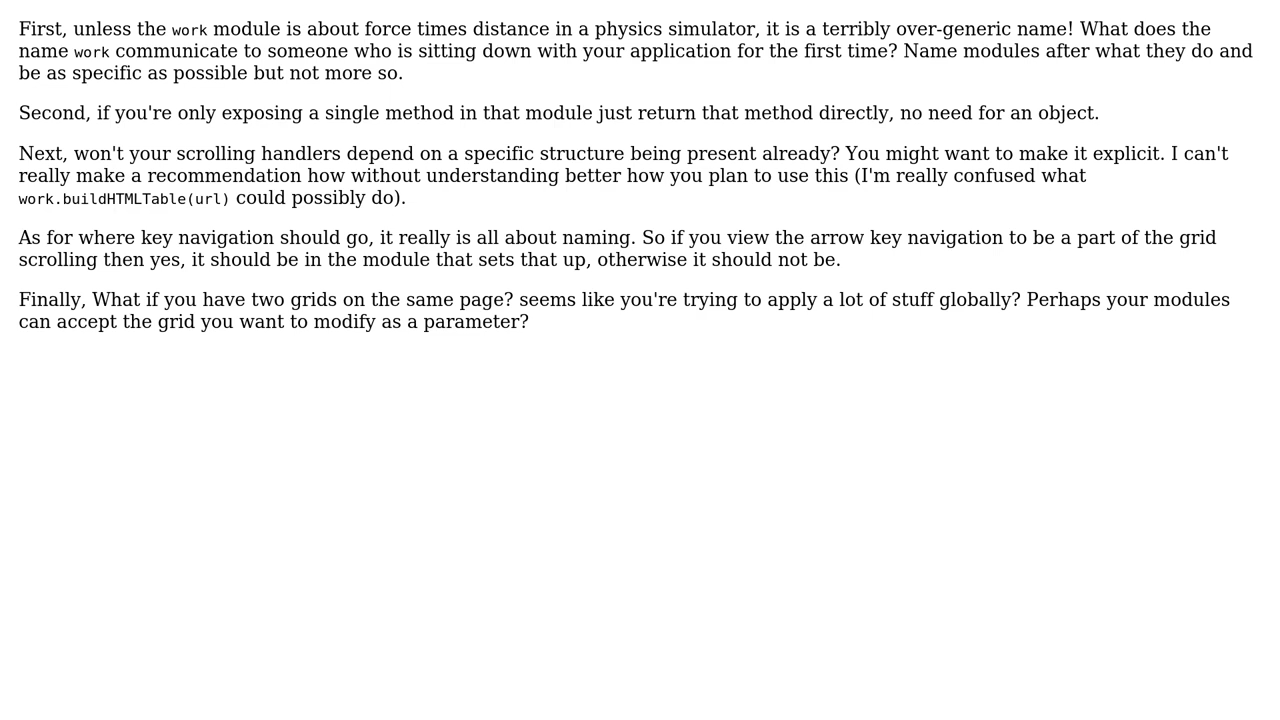 First, unless the work module is about force times distance in a physics simulator, it is a terribly over-generic name! What does the
name work communicate to someone who is sitting down with your application for the first time? Name modules after what they do and
be as specific as possible but not more so.
Second, if you're only exposing a single method in that module just return that method directly, no need for an object.
Next, won't your scrolling handlers depend on a specific structure being present already? You might want to make it explicit. I can't
really make a recommendation how without understanding better how you plan to use this (I'm really confused what
work.buildHTMLTable(url) could possibly do).
As for where key navigation should go, it really is all about naming. So if you view the arrow key navigation to be a part of the grid
scrolling then yes, it should be in the module that sets that up, otherwise it should not be.
Finally, What if you have two grids on the same page? seems like you're trying to apply a lot of stuff globally? Perhaps your modules
can accept the grid you want to modify as a parameter?